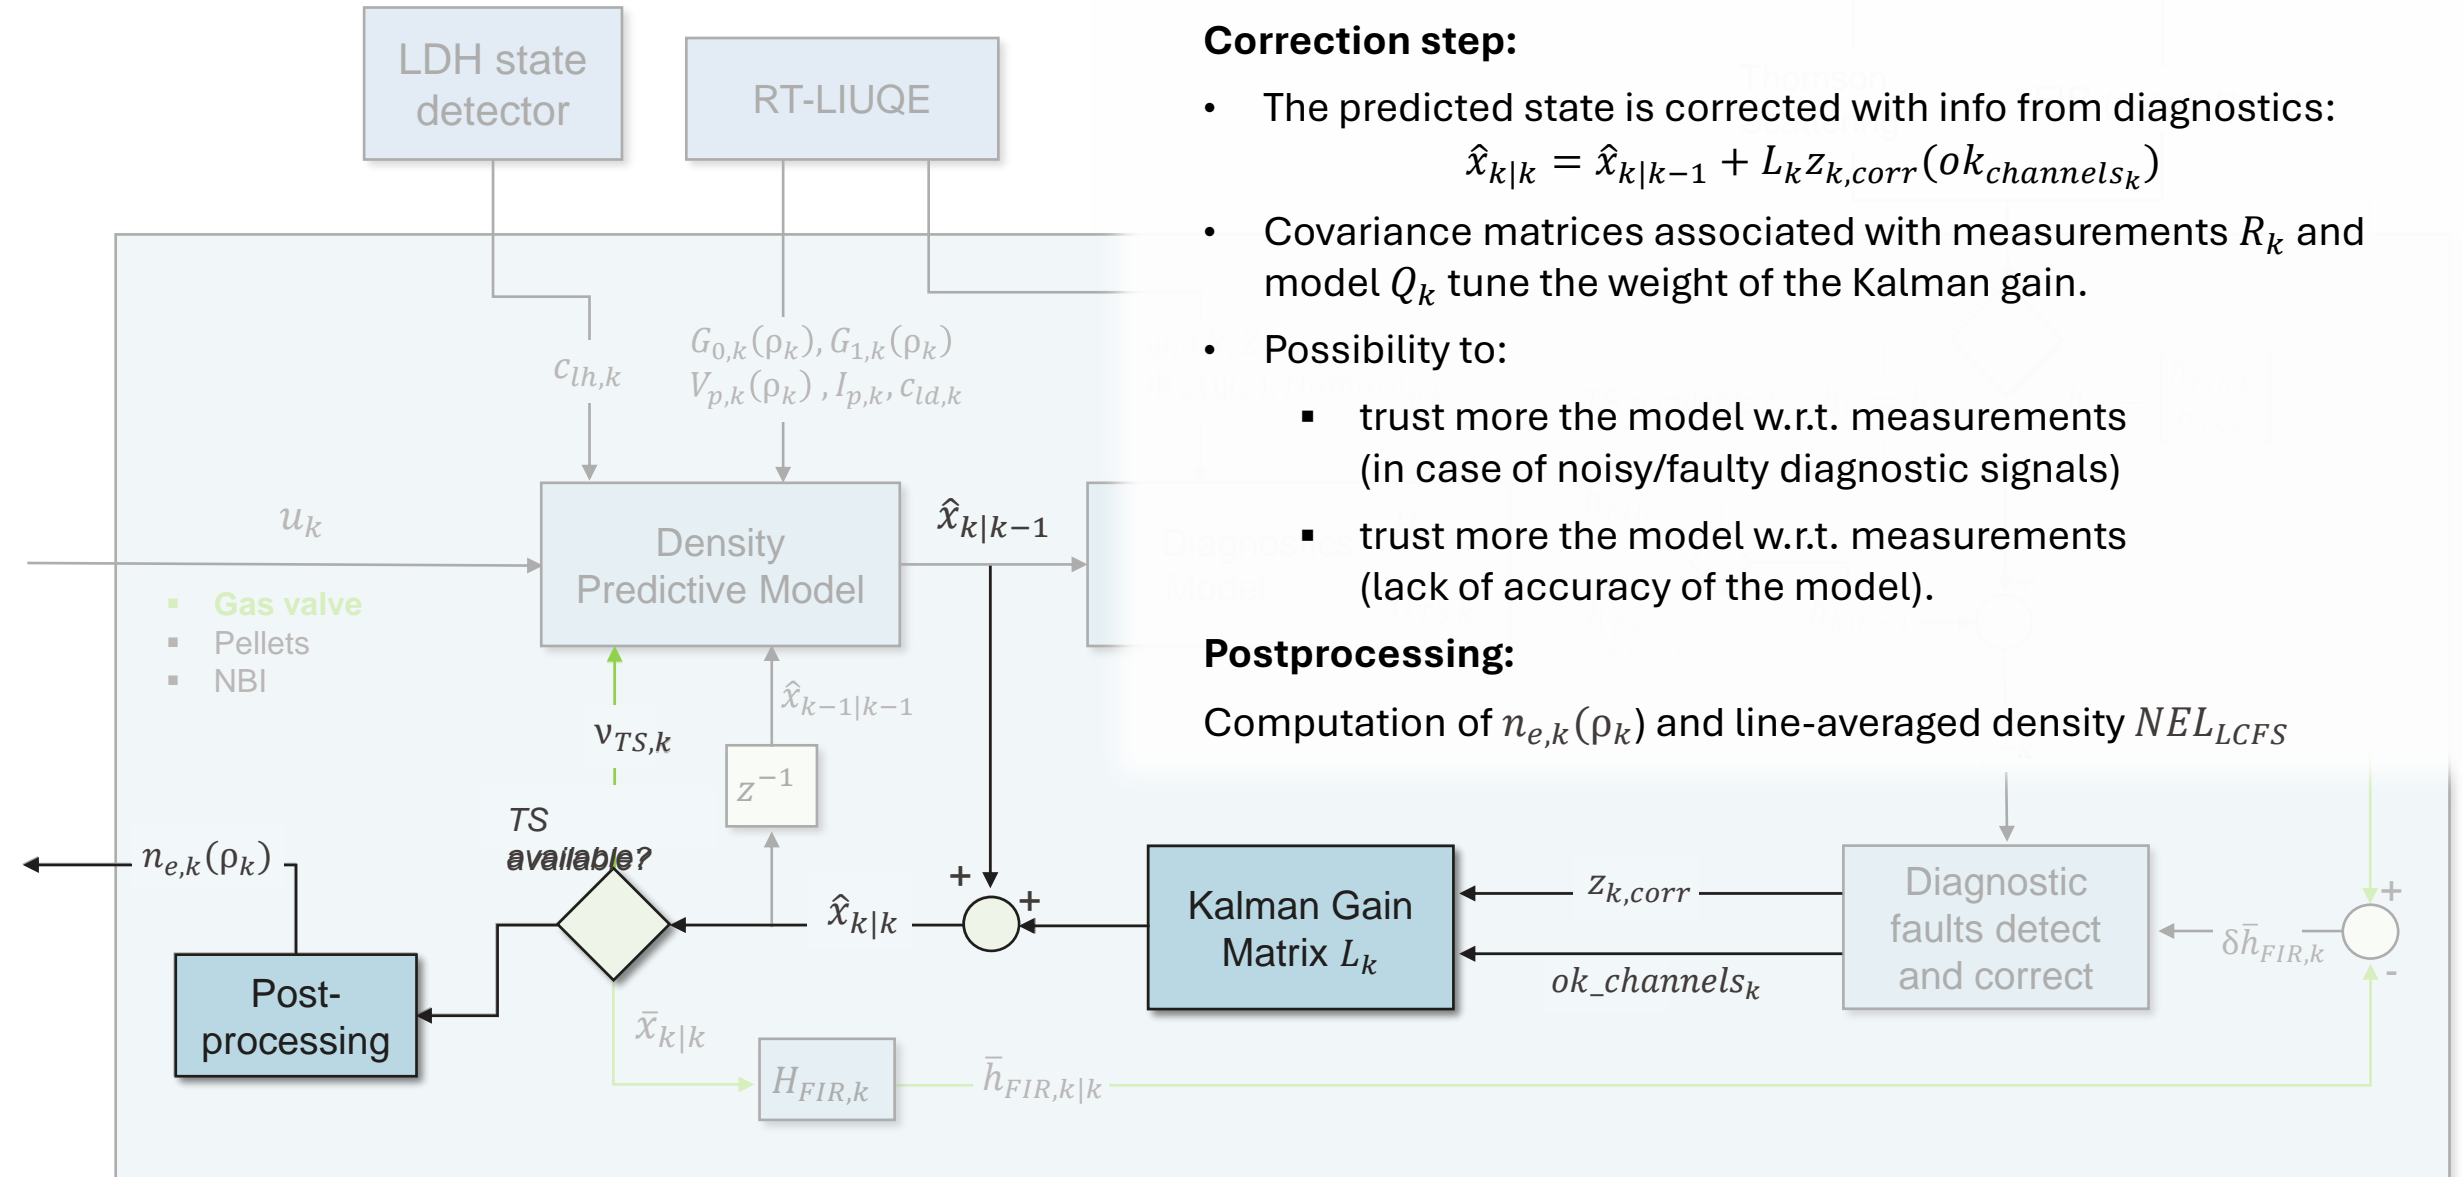 LDH state
detector
RT-LIUQE
Correction step:
• The predicted state is corrected with info from diagnostics:
x̂_{k|k} = x̂_{k|k−1} + L_k z_{k,corr}(ok_{channels_k})
• Covariance matrices associated with measurements R_k and
model Q_k tune the weight of the Kalman gain.
• Possibility to:
▪ trust more the model w.r.t. measurements
(in case of noisy/faulty diagnostic signals)
▪ trust more the model w.r.t. measurements
(lack of accuracy of the model).
Postprocessing:
Computation of n_{e,k}(ρ_k) and line-averaged density NEL_{LCFS}
c_{lh,k}
G_{0,k}(ρ_k), G_{1,k}(ρ_k)
V_{p,k}(ρ_k) , I_{p,k}, c_{ld,k}
u_k
▪ Gas valve
▪ Pellets
▪ NBI
Density
Predictive Model
x̂_{k|k−1}
Diagnostics
Model
ν_{TS,k}
x̂_{k−1|k−1}
z^{−1}
TS
available?
n_{e,k}(ρ_k)
Post-
processing
x̂_{k|k}
+
+
Kalman Gain
Matrix L_k
z_{k,corr}
ok_channels_k
Diagnostic
faults detect
and correct
δh̄_{FIR,k}
+
-
x̄_{k|k}
H_{FIR,k}
h̄_{FIR,k|k}